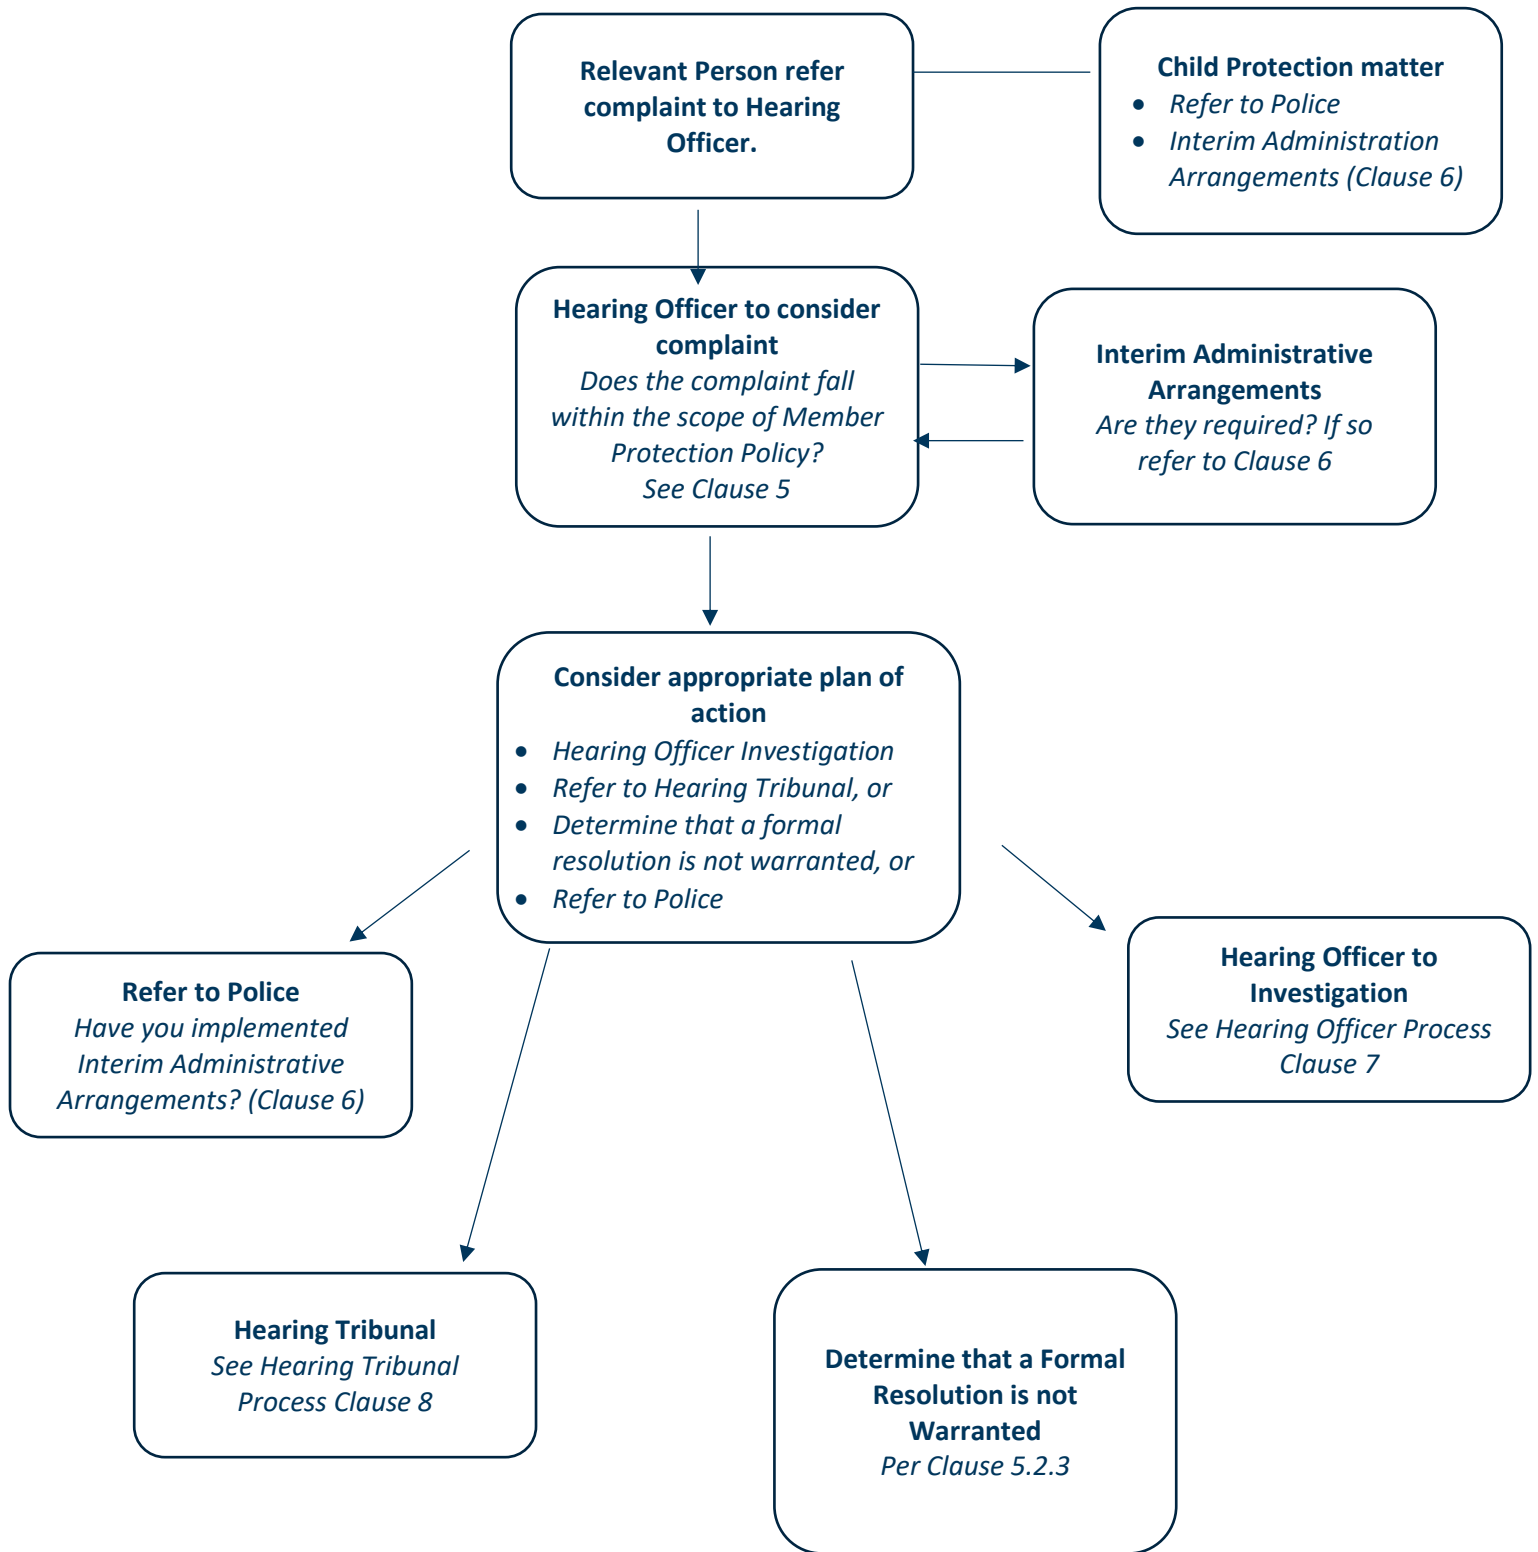 Relevant Person refer
complaint to Hearing
Officer.
Child Protection matter
• Refer to Police
• Interim Administration
Arrangements (Clause 6)
Hearing Officer to consider
complaint
Does the complaint fall
within the scope of Member
Protection Policy?
See Clause 5
Interim Administrative
Arrangements
Are they required? If so
refer to Clause 6
Consider appropriate plan of
action
• Hearing Officer Investigation
• Refer to Hearing Tribunal, or
• Determine that a formal
resolution is not warranted, or
• Refer to Police
Refer to Police
Have you implemented
Interim Administrative
Arrangements? (Clause 6)
Hearing Officer to
Investigation
See Hearing Officer Process
Clause 7
Hearing Tribunal
See Hearing Tribunal
Process Clause 8
Determine that a Formal
Resolution is not
Warranted
Per Clause 5.2.3